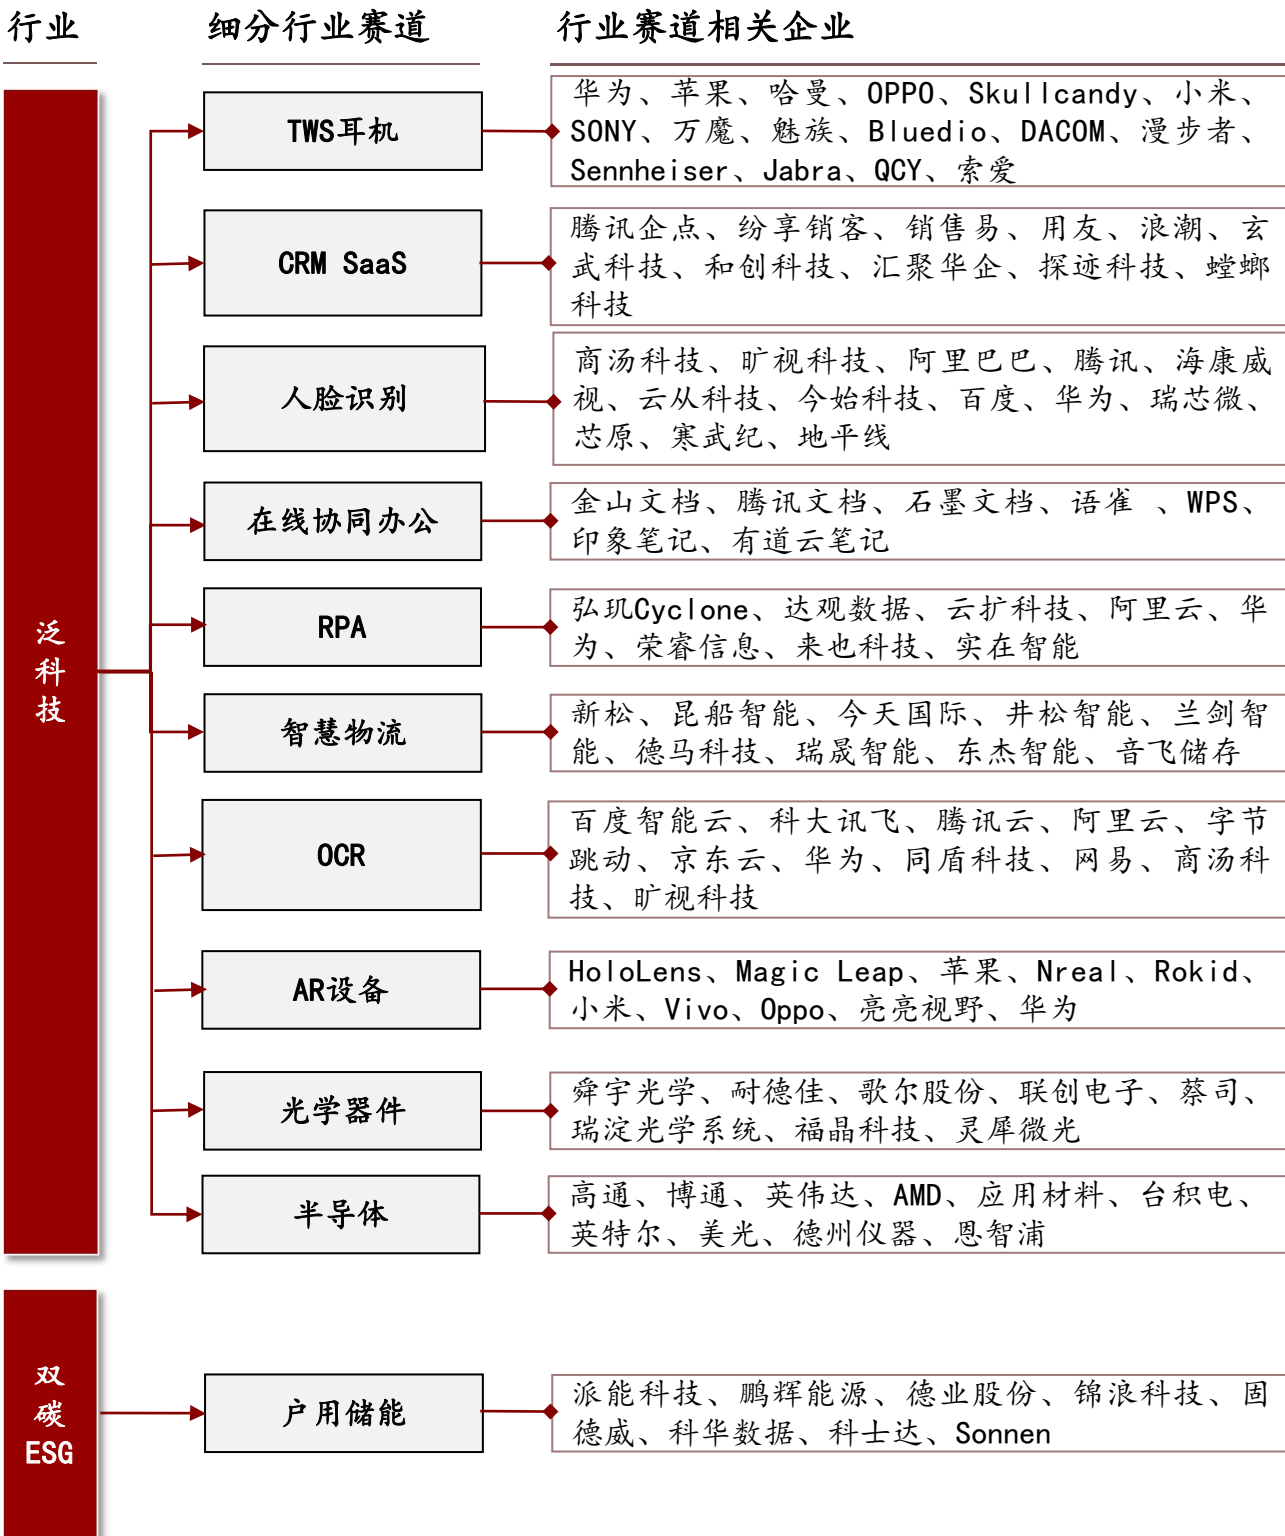 行业 细分行业赛道 行业赛道相关企业
泛
科
技
TWS耳机
华为、苹果、哈曼、OPPO、Skullcandy、小米、
SONY、万魔、魅族、Bluedio、DACOM、漫步者、
Sennheiser、Jabra、QCY、索爱
CRM SaaS
腾讯企点、纷享销客、销售易、用友、浪潮、玄
武科技、和创科技、汇聚华企、探迹科技、螳螂
科技
人脸识别
商汤科技、旷视科技、阿里巴巴、腾讯、海康威
视、云从科技、今始科技、百度、华为、瑞芯微、
芯原、寒武纪、地平线
在线协同办公
金山文档、腾讯文档、石墨文档、语雀 、WPS、
印象笔记、有道云笔记
RPA
弘玑Cyclone、达观数据、云扩科技、阿里云、华
为、荣睿信息、来也科技、实在智能
智慧物流
新松、昆船智能、今天国际、井松智能、兰剑智
能、德马科技、瑞晟智能、东杰智能、音飞储存
OCR
百度智能云、科大讯飞、腾讯云、阿里云、字节
跳动、京东云、华为、同盾科技、网易、商汤科
技、旷视科技
AR设备
HoloLens、Magic Leap、苹果、Nreal、Rokid、
小米、Vivo、Oppo、亮亮视野、华为
光学器件
舜宇光学、耐德佳、歌尔股份、联创电子、蔡司、
瑞淀光学系统、福晶科技、灵犀微光
半导体
高通、博通、英伟达、AMD、应用材料、台积电、
英特尔、美光、德州仪器、恩智浦
双
碳
ESG
户用储能
派能科技、鹏辉能源、德业股份、锦浪科技、固
德威、科华数据、科士达、Sonnen